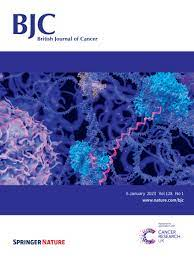 BJC
British Journal of Cancer
5 January 2023 Vol 128 No 1
www.nature.com/bjc
SPRINGER NATURE
CANCER
RESEARCH
UK